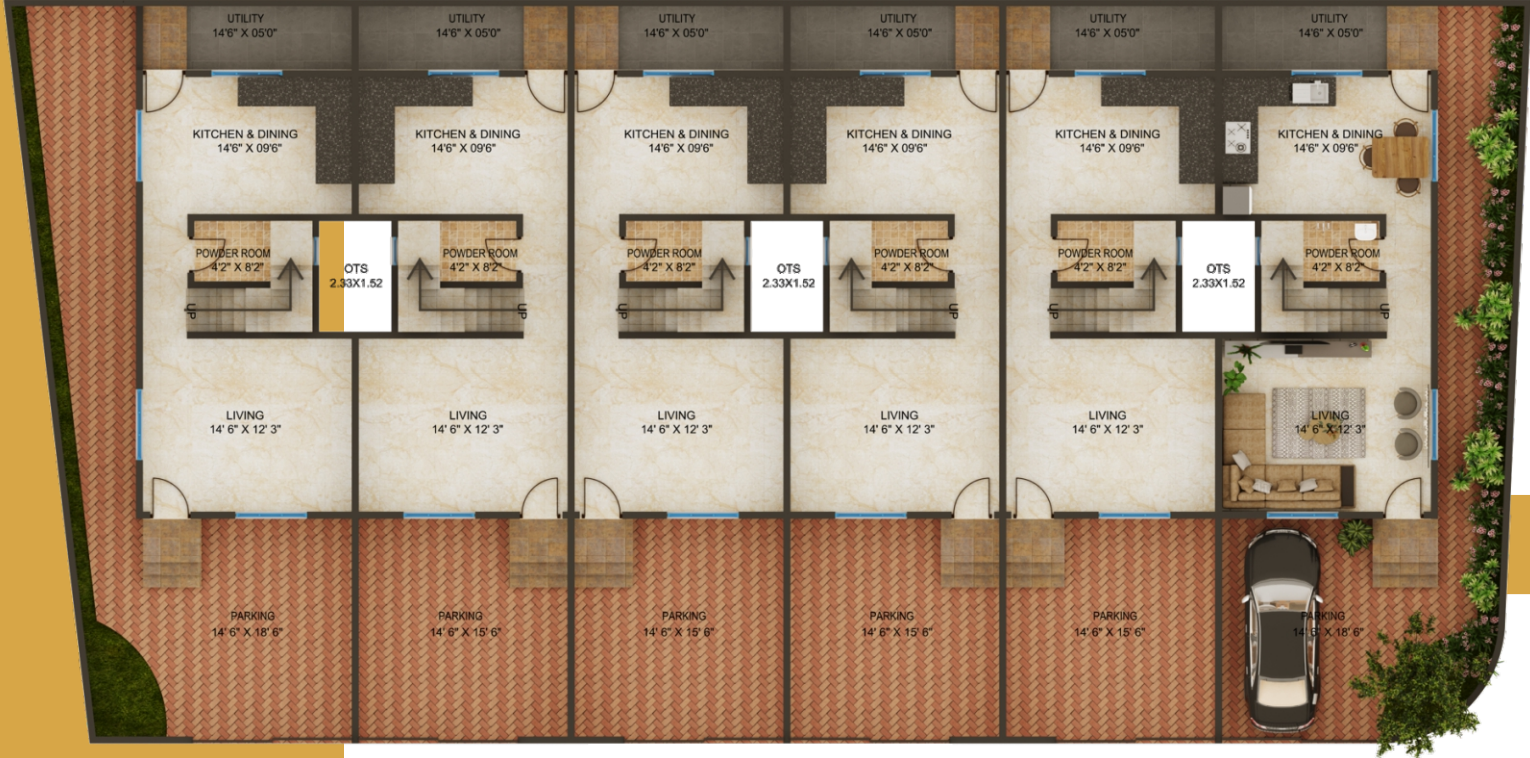 UTILITY
14'6" X 05'0"
UTILITY
14'6" X 05'0"
UTILITY
14'6" X 05'0"
UTILITY
14'6" X 05'0"
UTILITY
14'6" X 05'0"
UTILITY
14'6" X 05'0"
KITCHEN & DINING
14'6" X 09'6"
KITCHEN & DINING
14'6" X 09'6"
KITCHEN & DINING
14'6" X 09'6"
KITCHEN & DINING
14'6" X 09'6"
KITCHEN & DINING
14'6" X 09'6"
KITCHEN & DINING
14'6" X 09'6"
POWDER ROOM
4'2" X 8'2"
OTS
2.33X1.52
POWDER ROOM
4'2" X 8'2"
POWDER ROOM
4'2" X 8'2"
OTS
2.33X1.52
POWDER ROOM
4'2" X 8'2"
POWDER ROOM
4'2" X 8'2"
OTS
2.33X1.52
POWDER ROOM
4'2" X 8'2"
UP
UP
UP
UP
UP
UP
LIVING
14' 6" X 12' 3"
LIVING
14' 6" X 12' 3"
LIVING
14' 6" X 12' 3"
LIVING
14' 6" X 12' 3"
LIVING
14' 6" X 12' 3"
LIVING
14' 6" X 12' 3"
PARKING
14' 6" X 18' 6"
PARKING
14' 6" X 15' 6"
PARKING
14' 6" X 15' 6"
PARKING
14' 6" X 15' 6"
PARKING
14' 6" X 15' 6"
PARKING
14' 6" X 18' 6"